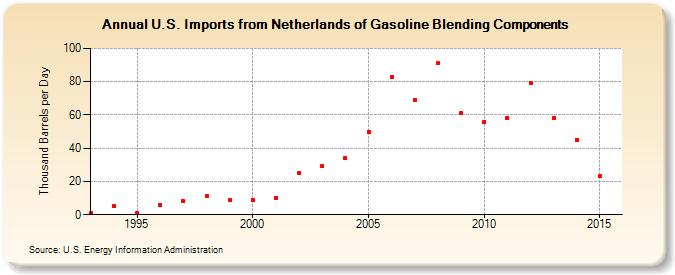 Annual U.S. Imports from Netherlands of Gasoline Blending Components
Thousand Barrels per Day
100
80
60
40
20
0
1995 2000 2005 2010 2015
Source: U.S. Energy Information Administration